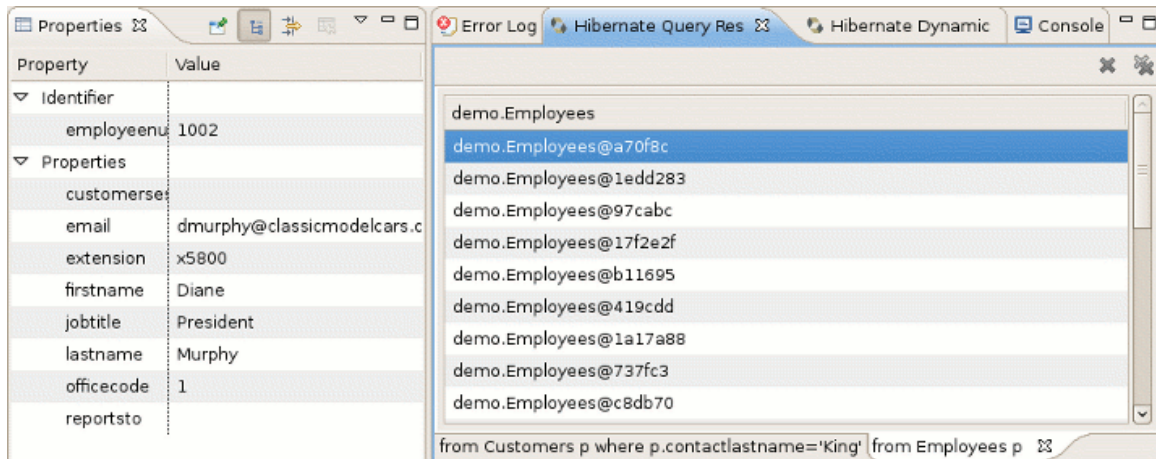 Properties
Property Value
Identifier
employeenu 1002
Properties
customerse
email dmurphy@classicmodelcars.c
extension x5800
firstname Diane
jobtitle President
lastname Murphy
officecode 1
reportsto
Error Log Hibernate Query Res Hibernate Dynamic Console
demo.Employees
demo.Employees@a70f8c
demo.Employees@1edd283
demo.Employees@97cabc
demo.Employees@17f2e2f
demo.Employees@b11695
demo.Employees@419cdd
demo.Employees@1a17a88
demo.Employees@737fc3
demo.Employees@c8db70
from Customers p where p.contactlastname='King' from Employees p